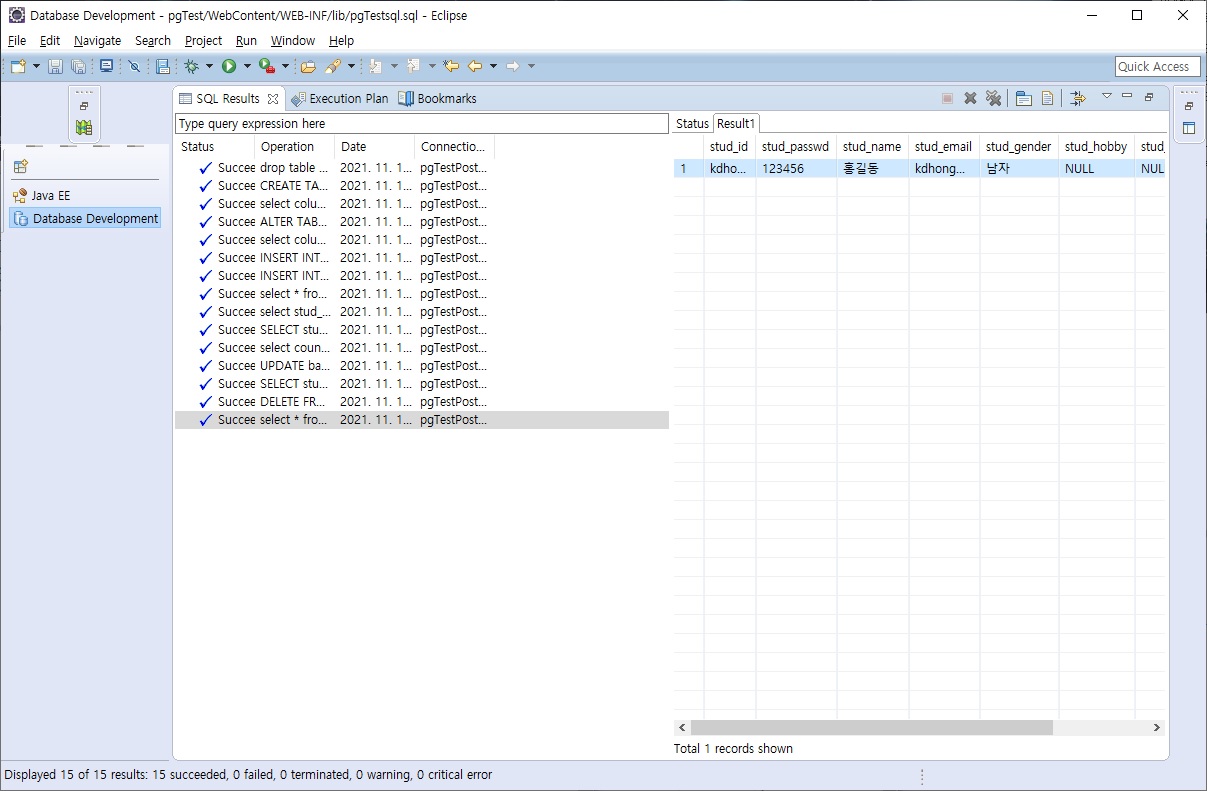 Database Development - pgTest/WebContent/WEB-INF/lib/pgTestsql.sql - Eclipse
File Edit Navigate Search Project Run Window Help
Quick Access
SQL Results Execution Plan Bookmarks
Java EE
Database Development
Type query expression here
Status Operation Date Connectio...
Succee drop table ... 2021. 11. 1... pgTestPost...
Succee CREATE TA... 2021. 11. 1... pgTestPost...
Succee select colu... 2021. 11. 1... pgTestPost...
Succee ALTER TAB... 2021. 11. 1... pgTestPost...
Succee select colu... 2021. 11. 1... pgTestPost...
Succee INSERT INT... 2021. 11. 1... pgTestPost...
Succee INSERT INT... 2021. 11. 1... pgTestPost...
Succee select * fro... 2021. 11. 1... pgTestPost...
Succee select stud_... 2021. 11. 1... pgTestPost...
Succee SELECT stu... 2021. 11. 1... pgTestPost...
Succee select coun... 2021. 11. 1... pgTestPost...
Succee UPDATE ba... 2021. 11. 1... pgTestPost...
Succee SELECT stu... 2021. 11. 1... pgTestPost...
Succee DELETE FR... 2021. 11. 1... pgTestPost...
Succee select * fro... 2021. 11. 1... pgTestPost...
Status Result1
stud_id stud_passwd stud_name stud_email stud_gender stud_hobby stud_
1 kdho... 123456 홍길동 kdhong... 남자 NULL NUL
Total 1 records shown
Displayed 15 of 15 results: 15 succeeded, 0 failed, 0 terminated, 0 warning, 0 critical error